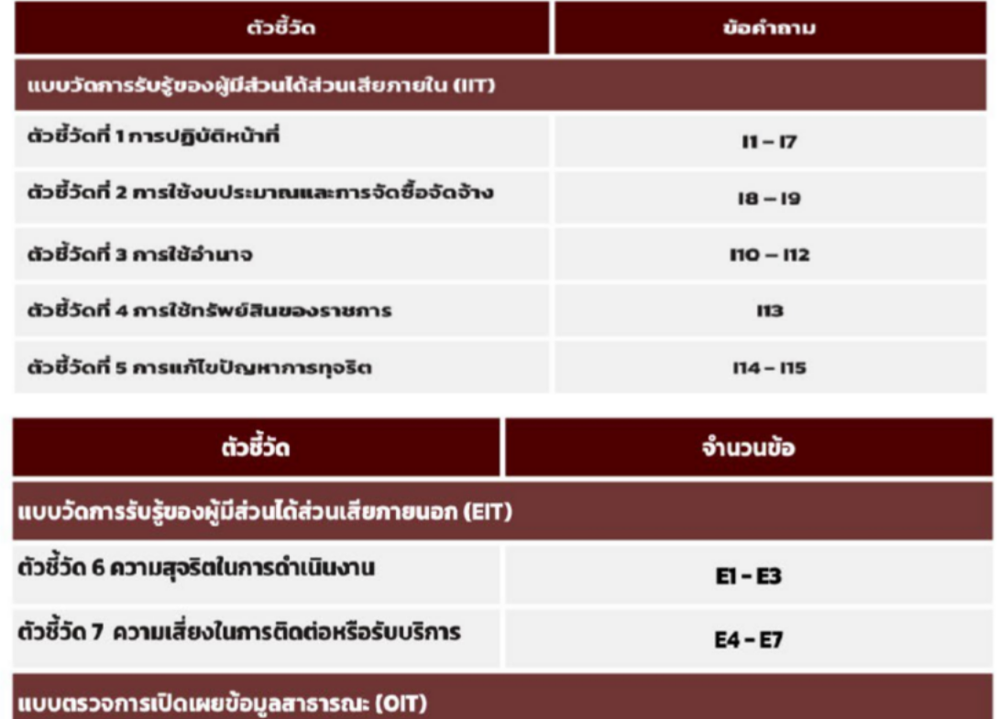 ตัวชี้วัด ข้อคำถาม
แบบวัดการรับรู้ของผู้มีส่วนได้ส่วนเสียภายใน (IIT)
ตัวชี้วัดที่ 1 การปฏิบัติหน้าที่ I1 – I7
ตัวชี้วัดที่ 2 การใช้งบประมาณและการจัดซื้อจัดจ้าง I8 – I9
ตัวชี้วัดที่ 3 การใช้อำนาจ I10 – I12
ตัวชี้วัดที่ 4 การใช้ทรัพย์สินของราชการ I13
ตัวชี้วัดที่ 5 การแก้ไขปัญหาการทุจริต I14 – I15
ตัวชี้วัด จำนวนข้อ
แบบวัดการรับรู้ของผู้มีส่วนได้ส่วนเสียภายนอก (EIT)
ตัวชี้วัด 6 ความสุจริตในการดำเนินงาน E1 – E3
ตัวชี้วัด 7 ความเสี่ยงในการติดต่อหรือรับบริการ E4 – E7
แบบตรวจการเปิดเผยข้อมูลสาธารณะ (OIT)